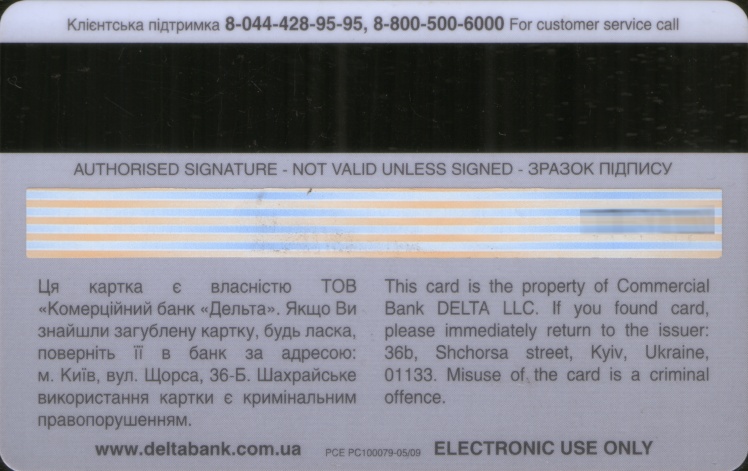 Клієнтська підтримка 8-044-428-95-95, 8-800-500-6000 For customer service call
AUTHORISED SIGNATURE - NOT VALID UNLESS SIGNED - ЗРАЗОК ПІДПИСУ
Ця картка є власністю ТОВ
«Комерційний банк «Дельта». Якщо Ви
знайшли загублену картку, будь ласка,
поверніть її в банк за адресою:
м. Київ, вул. Щорса, 36-Б. Шахрайське
використання картки є кримінальним
правопорушенням.
This card is the property of Commercial
Bank DELTA LLC. If you found card,
please immediately return to the issuer:
36b, Shchorsa street, Kyiv, Ukraine,
01133. Misuse of the card is a criminal
offence.
www.deltabank.com.ua PCE PC100079-05/09 ELECTRONIC USE ONLY